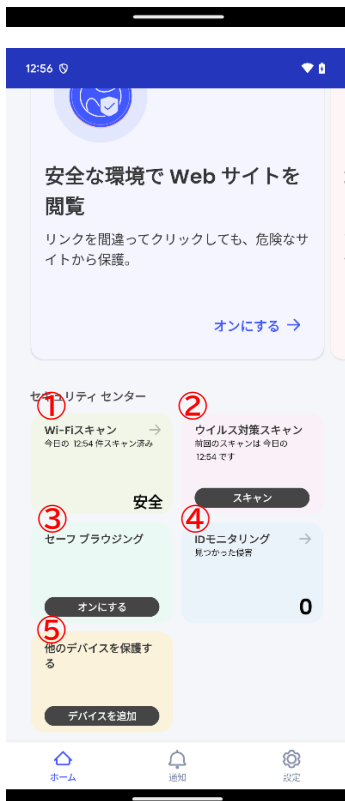 12:56
安全な環境で Web サイトを
閲覧
リンクを間違ってクリックしても、危険なサ
イトから保護。
オンにする →
セキュリティ センター
①
Wi-Fiスキャン →
今日の 12:54 件スキャン済み
安全
②
ウイルス対策スキャン
前回のスキャンは 今日の
12:54 です
スキャン
③
セーフ ブラウジング
オンにする
④
IDモニタリング →
見つかった侵害
0
⑤
他のデバイスを保護す
る
デバイスを追加
ホーム
通知
設定